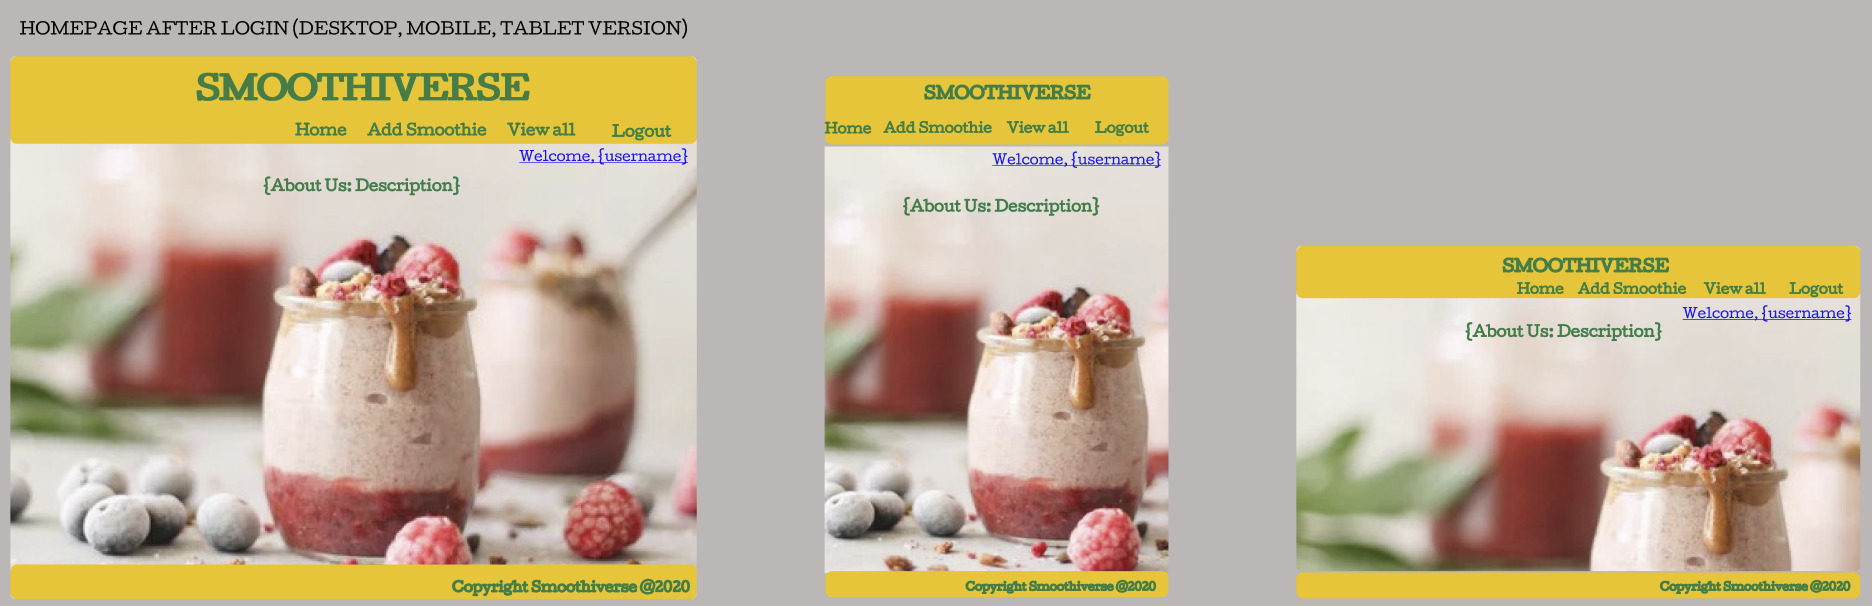 HOMEPAGE AFTER LOGIN (DESKTOP, MOBILE, TABLET VERSION)
SMOOTHIVERSE
Home Add Smoothie View all Logout
Welcome, {username}
{About Us: Description}
Copyright Smoothiverse @2020
SMOOTHIVERSE
Home Add Smoothie View all Logout
Welcome, {username}
{About Us: Description}
Copyright Smoothiverse @2020
SMOOTHIVERSE
Home Add Smoothie View all Logout
Welcome, {username}
{About Us: Description}
Copyright Smoothiverse @2020